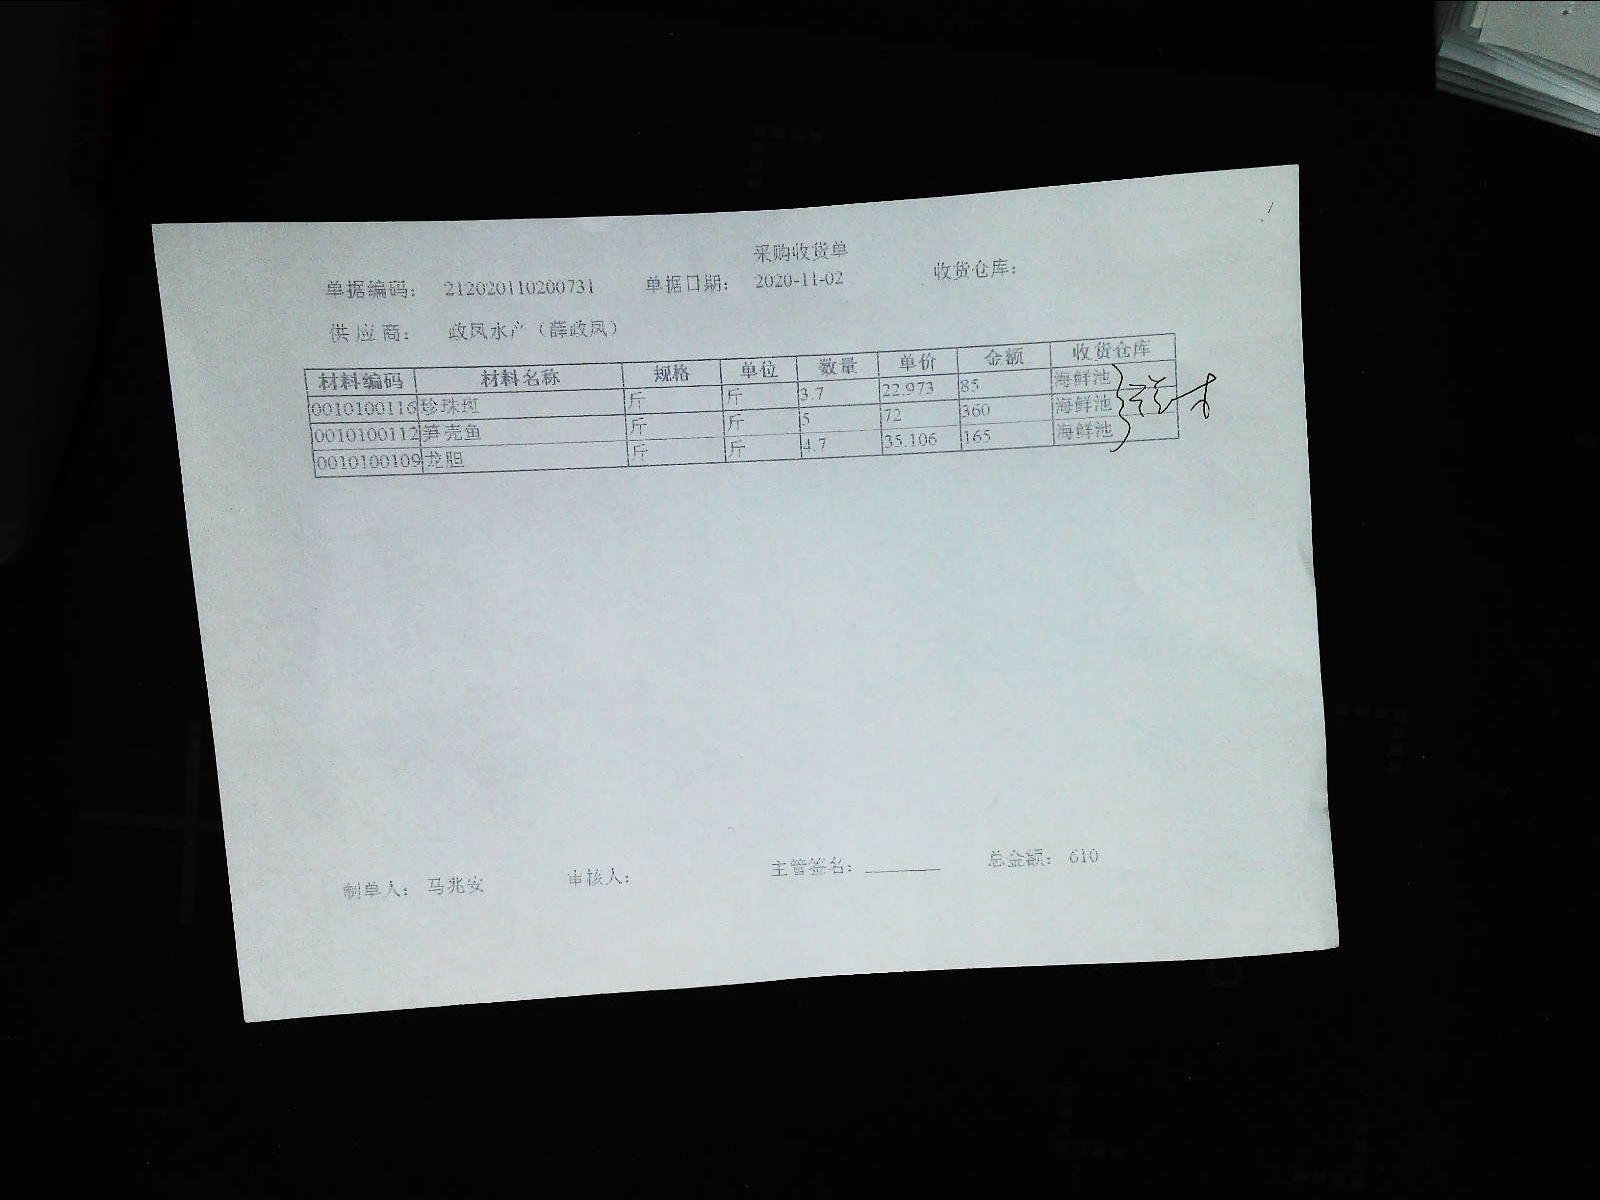 采购收货单
单据编码： 212020110200731 单据日期： 2020-11-02 收货仓库：
供应商： 政凤水产（薛政凤）
材料编码 材料名称 规格 单位 数量 单价 金额 收货仓库
0010100116 珍珠斑 斤 斤 3.7 22.973 85 海鲜池
0010100112 笋壳鱼 斤 斤 5 72 360 海鲜池
0010100109 龙胆 斤 斤 4.7 35.106 165 海鲜池
制单人： 马兆安 审核人： 主管签名： 总金额： 610